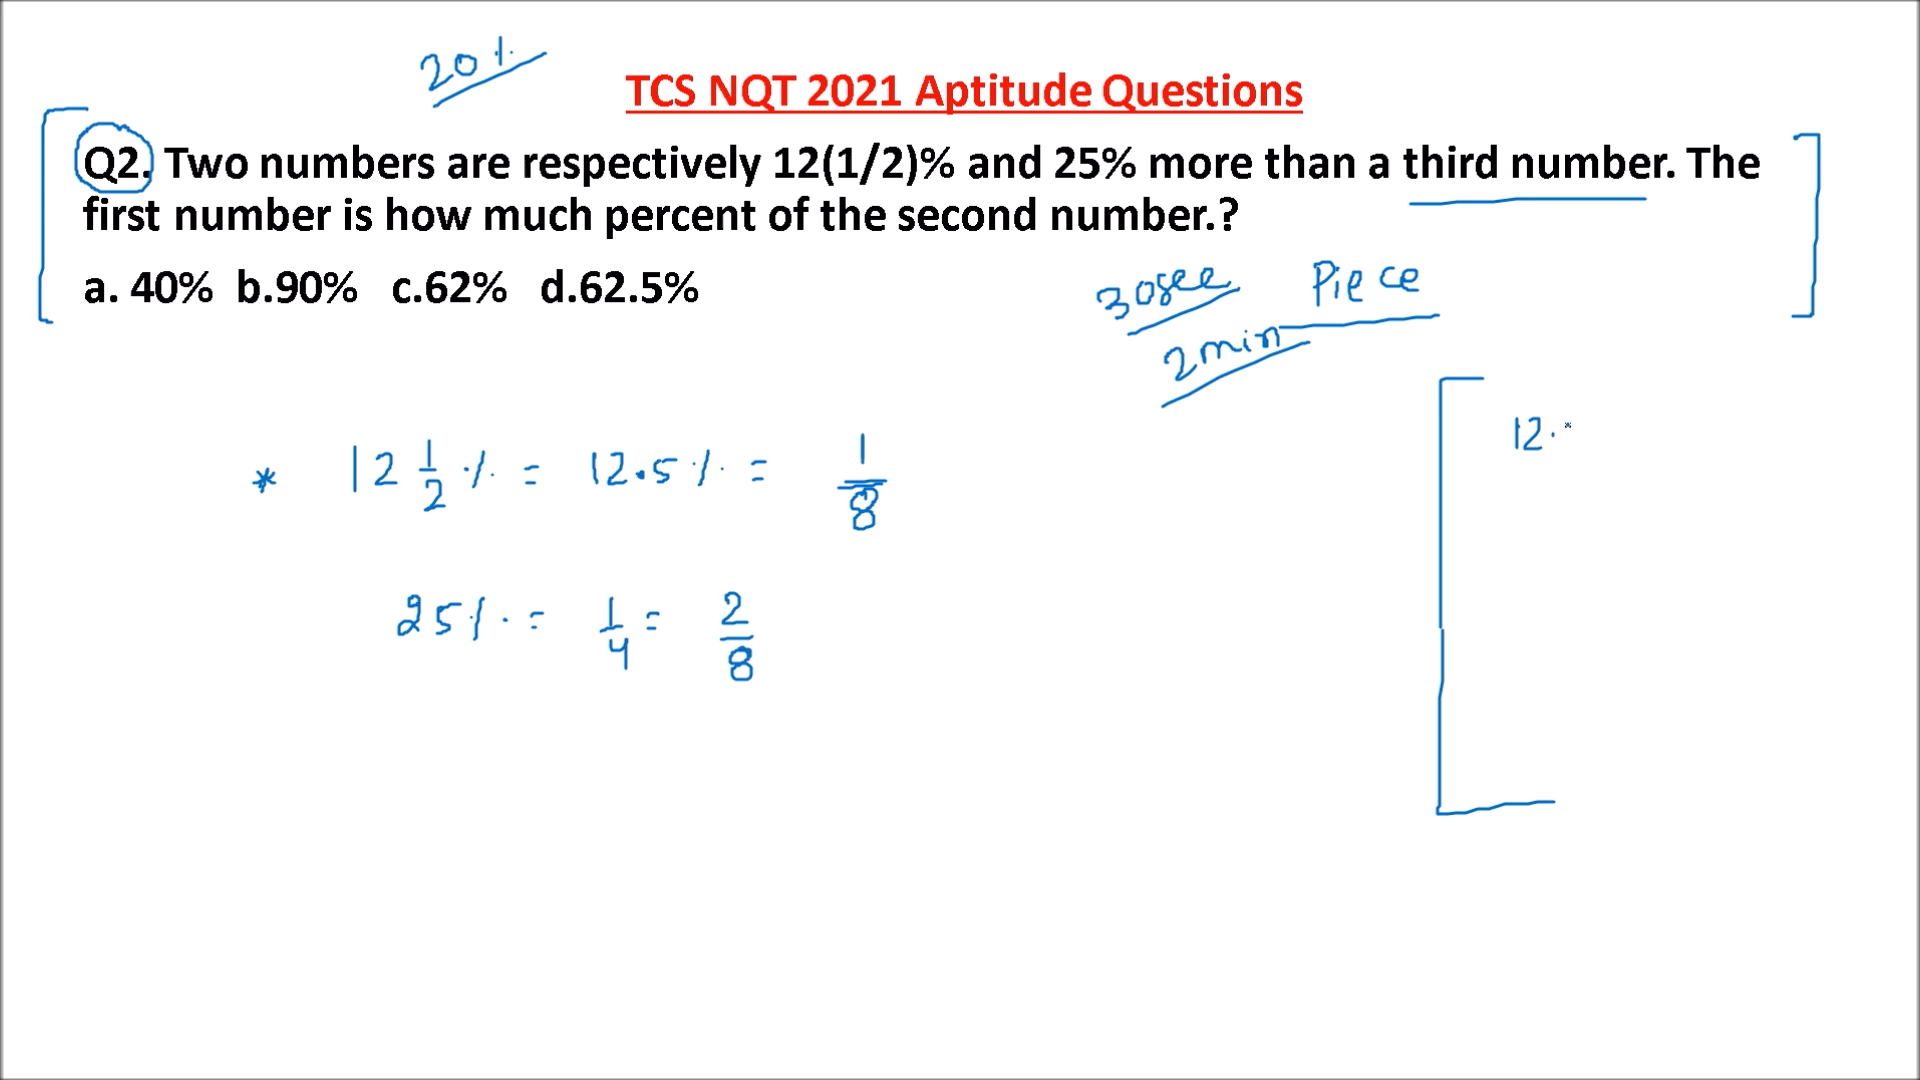 20%
TCS NQT 2021 Aptitude Questions
Q2. Two numbers are respectively 12(1/2)% and 25% more than a third number. The
first number is how much percent of the second number.?
a. 40% b.90% c.62% d.62.5%
30sec Piece
2min
12.
* 12 1/2 % = 12.5% = 1/8
25% = 1/4 = 2/8